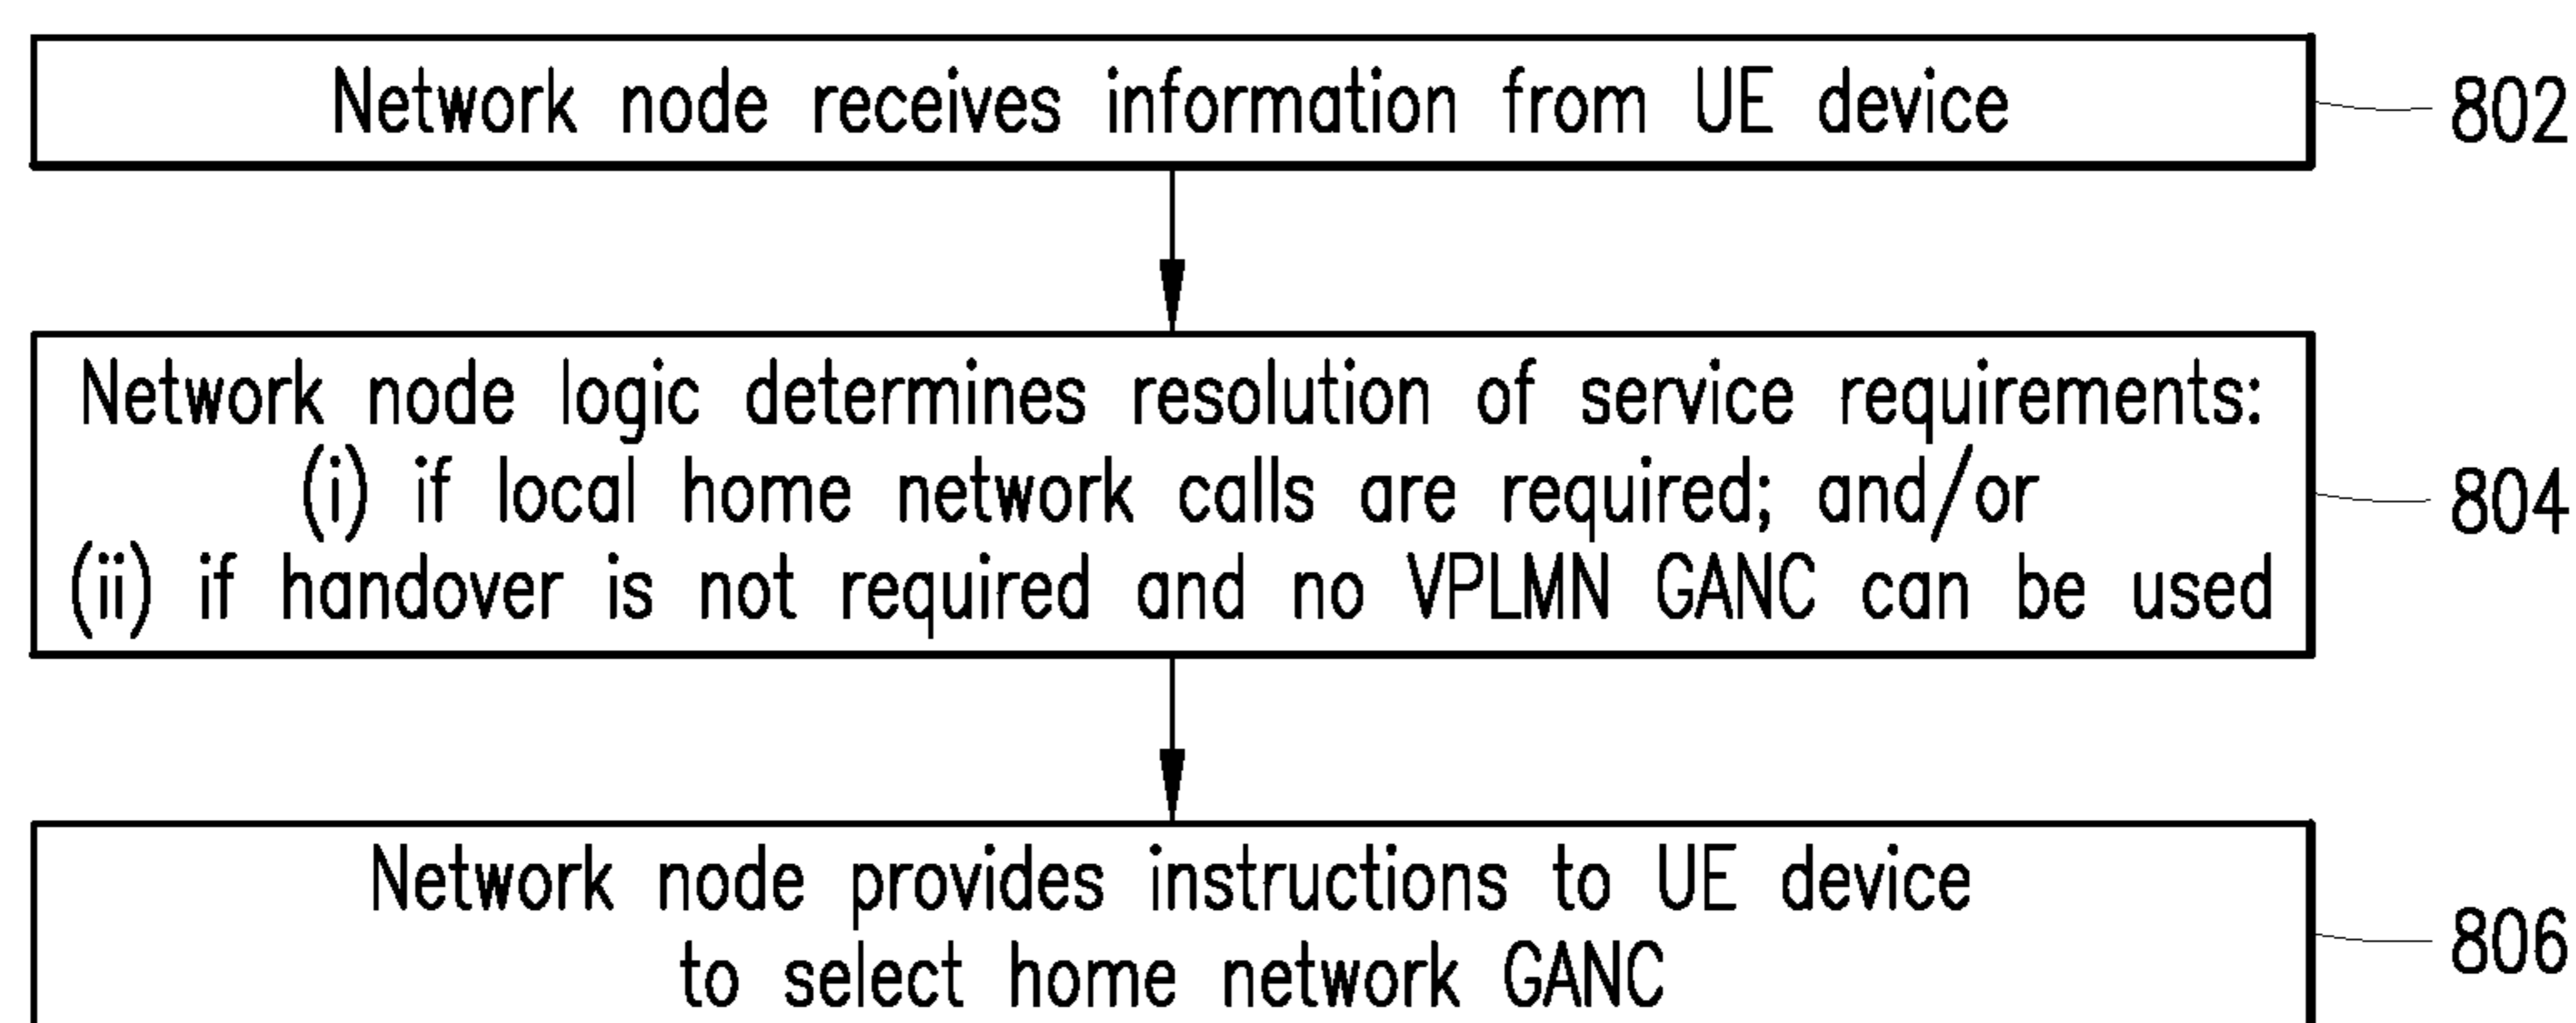 Network node receives information from UE device
802
Network node logic determines resolution of service requirements:
(i) if local home network calls are required; and/or
(ii) if handover is not required and no VPLMN GANC can be used
804
Network node provides instructions to UE device
to select home network GANC
806